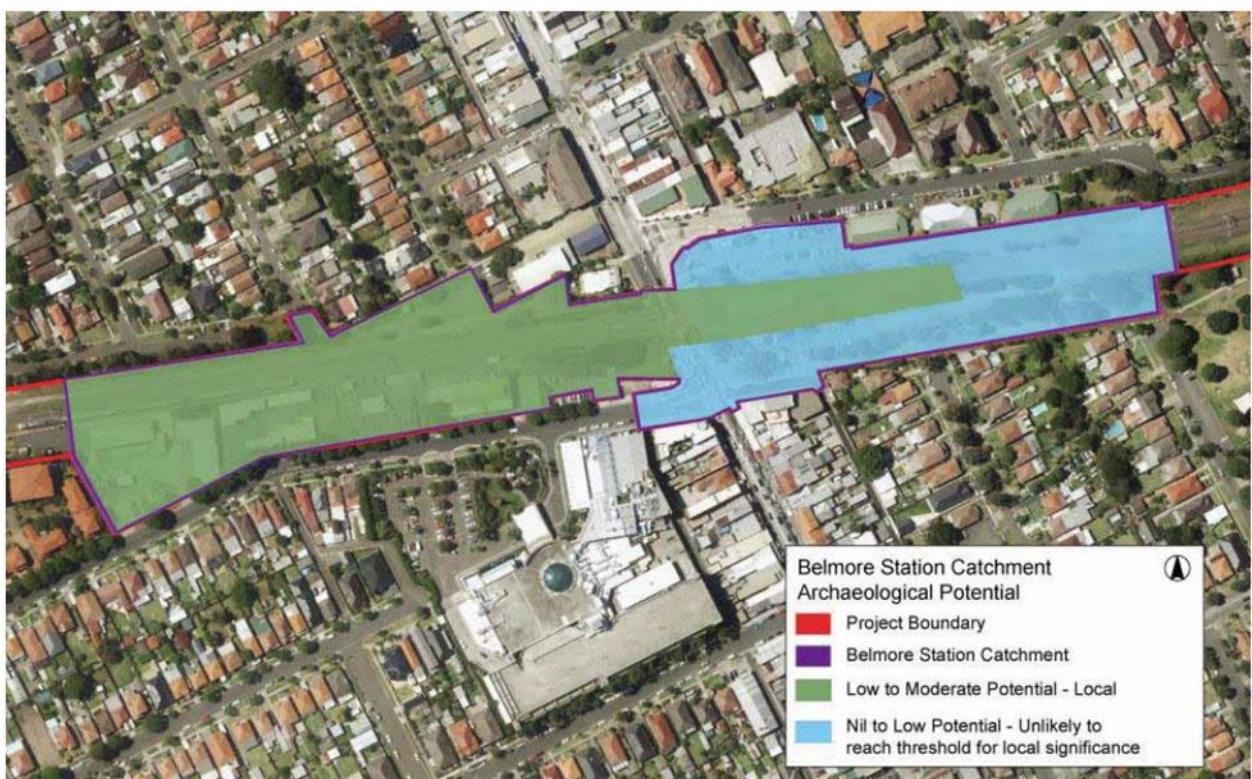 Belmore Station Catchment
Archaeological Potential
Project Boundary
Belmore Station Catchment
Low to Moderate Potential - Local
Nil to Low Potential - Unlikely to
reach threshold for local significance